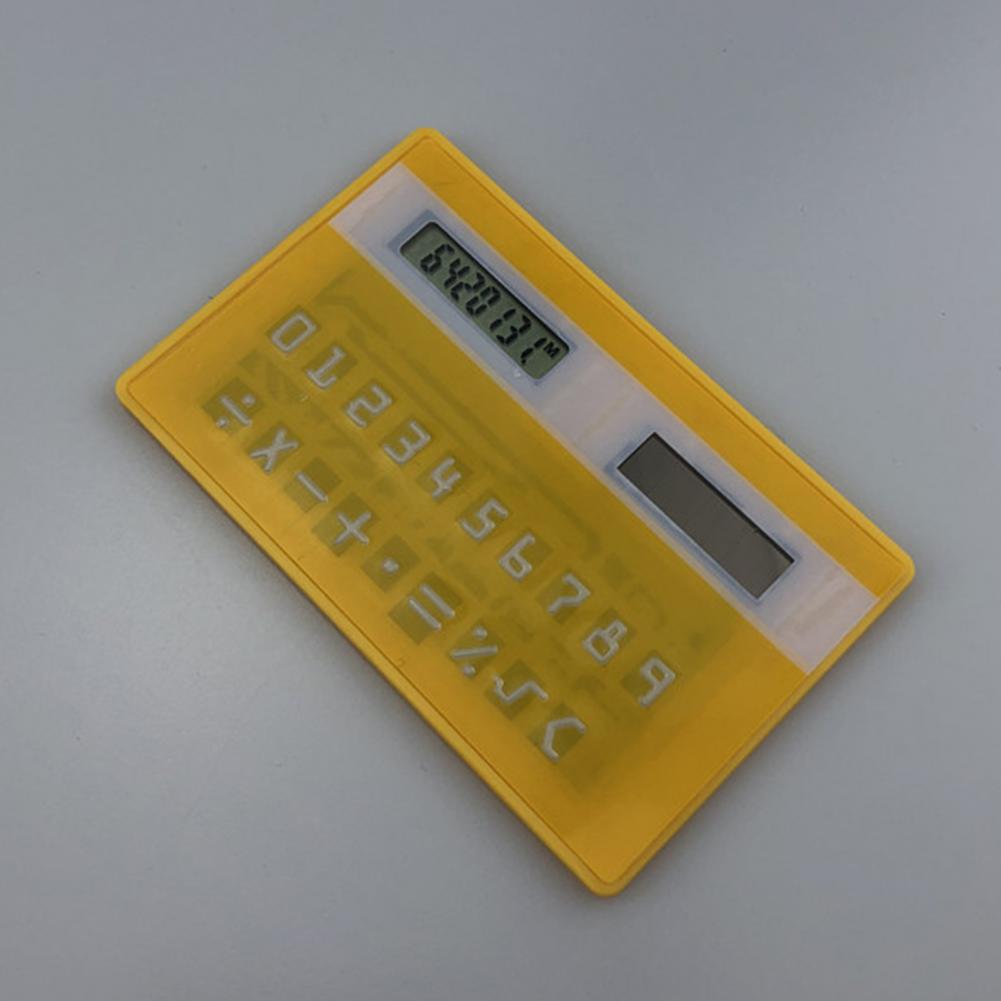 0 1 2 3 4 5 6 7 8 9
÷ × − + . = % √ C